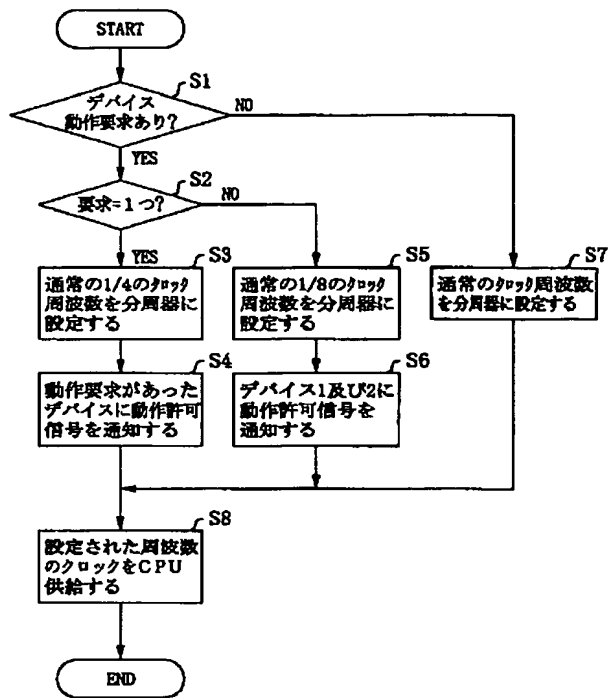 START
S1
デバイス
動作要求あり?
NO
YES
S2
要求=1つ?
NO
YES
S3
通常の1/4のクロック
周波数を分周器に
設定する
S5
通常の1/8のクロック
周波数を分周器に
設定する
S7
通常のクロック周波数
を分周器に設定する
S4
動作要求があった
デバイスに動作許可
信号を通知する
S6
デバイス1及び2に
動作許可信号を
通知する
S8
設定された周波数
のクロックをCPU
供給する
END